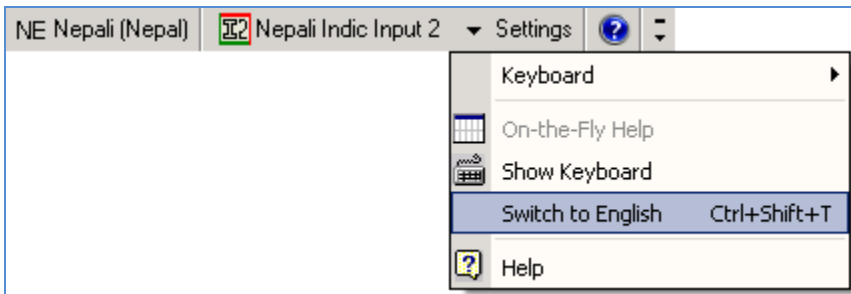 NE Nepali (Nepal) Nepali Indic Input 2 Settings
Keyboard
On-the-Fly Help
Show Keyboard
Switch to English Ctrl+Shift+T
Help